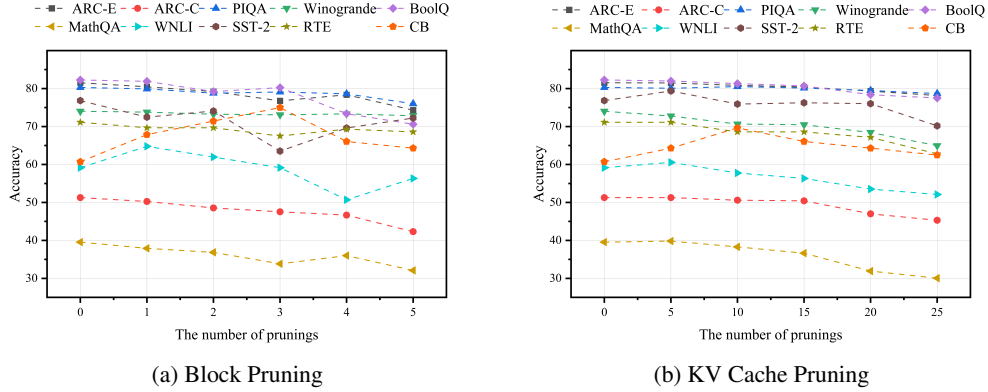 ARC-E ARC-C PIQA Winogrande BoolQ
MathQA WNLI SST-2 RTE CB
80
70
60
50
40
30
Accuracy
0 1 2 3 4 5
The number of prunings
(a) Block Pruning
ARC-E ARC-C PIQA Winogrande BoolQ
MathQA WNLI SST-2 RTE CB
80
70
60
50
40
30
Accuracy
0 5 10 15 20 25
The number of prunings
(b) KV Cache Pruning